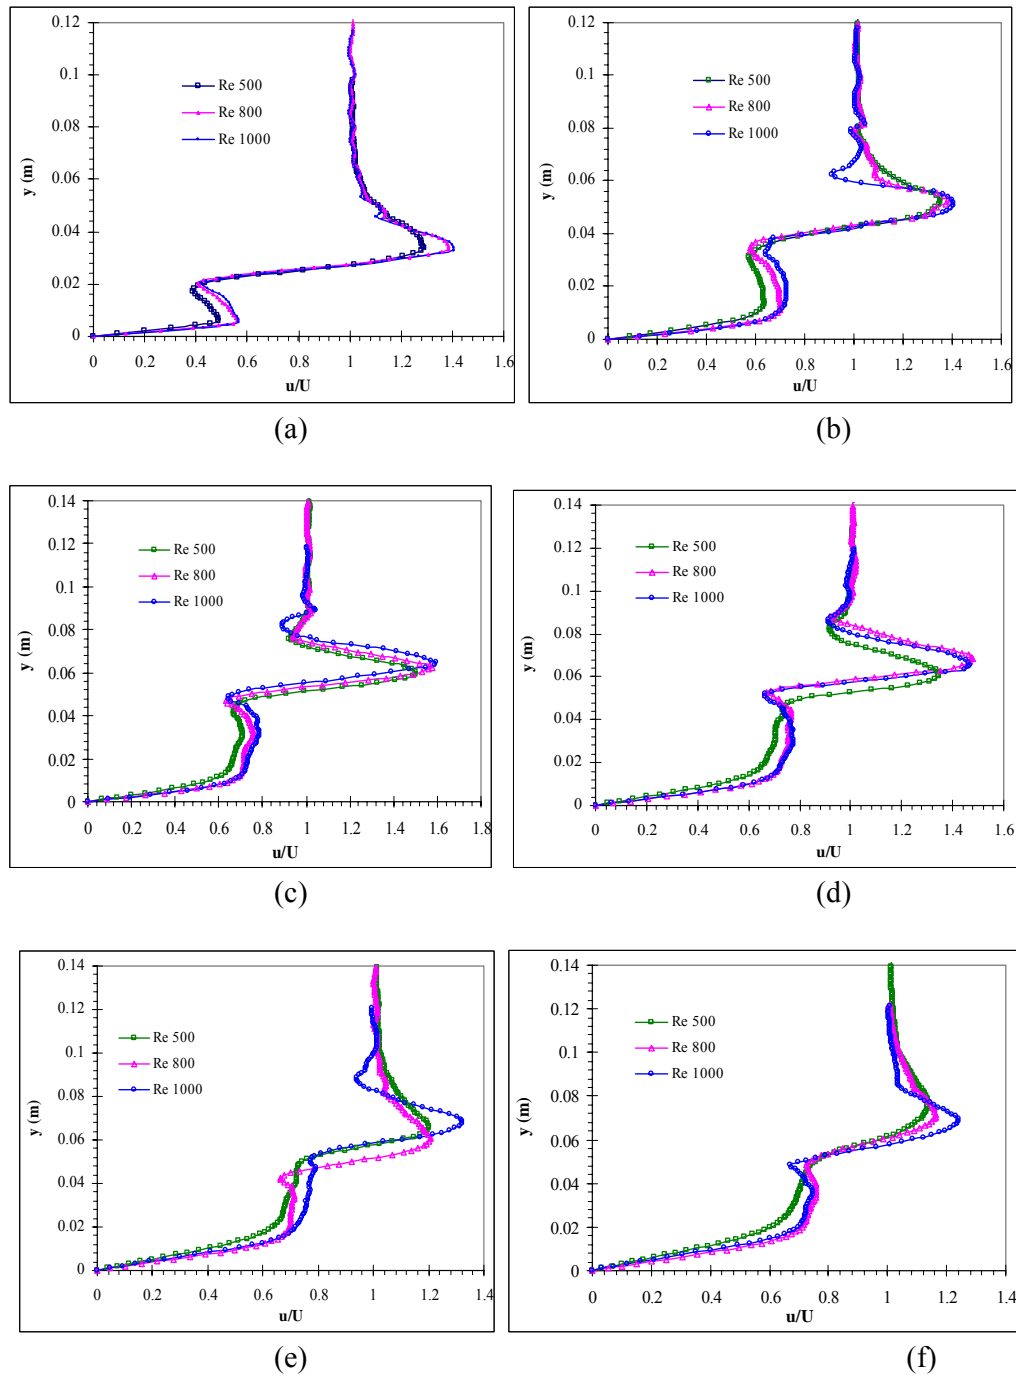 0.12
0.1
0.08
0.06
0.04
0.02
0
y (m)
Re 500
Re 800
Re 1000
0 0.2 0.4 0.6 0.8 1 1.2 1.4 1.6
u/U
(a)
0.12
0.1
0.08
0.06
0.04
0.02
0
y (m)
Re 500
Re 800
Re 1000
0 0.2 0.4 0.6 0.8 1 1.2 1.4 1.6
u/U
(b)
0.14
0.12
0.1
0.08
0.06
0.04
0.02
0
y (m)
Re 500
Re 800
Re 1000
0 0.2 0.4 0.6 0.8 1 1.2 1.4 1.6 1.8
u/U
(c)
0.14
0.12
0.1
0.08
0.06
0.04
0.02
0
y (m)
Re 500
Re 800
Re 1000
0 0.2 0.4 0.6 0.8 1 1.2 1.4 1.6
u/U
(d)
0.14
0.12
0.1
0.08
0.06
0.04
0.02
0
y (m)
Re 500
Re 800
Re 1000
0 0.2 0.4 0.6 0.8 1 1.2 1.4
u/U
(e)
0.14
0.12
0.1
0.08
0.06
0.04
0.02
0
y (m)
Re 500
Re 800
Re 1000
0 0.2 0.4 0.6 0.8 1 1.2 1.4
u/U
(f)